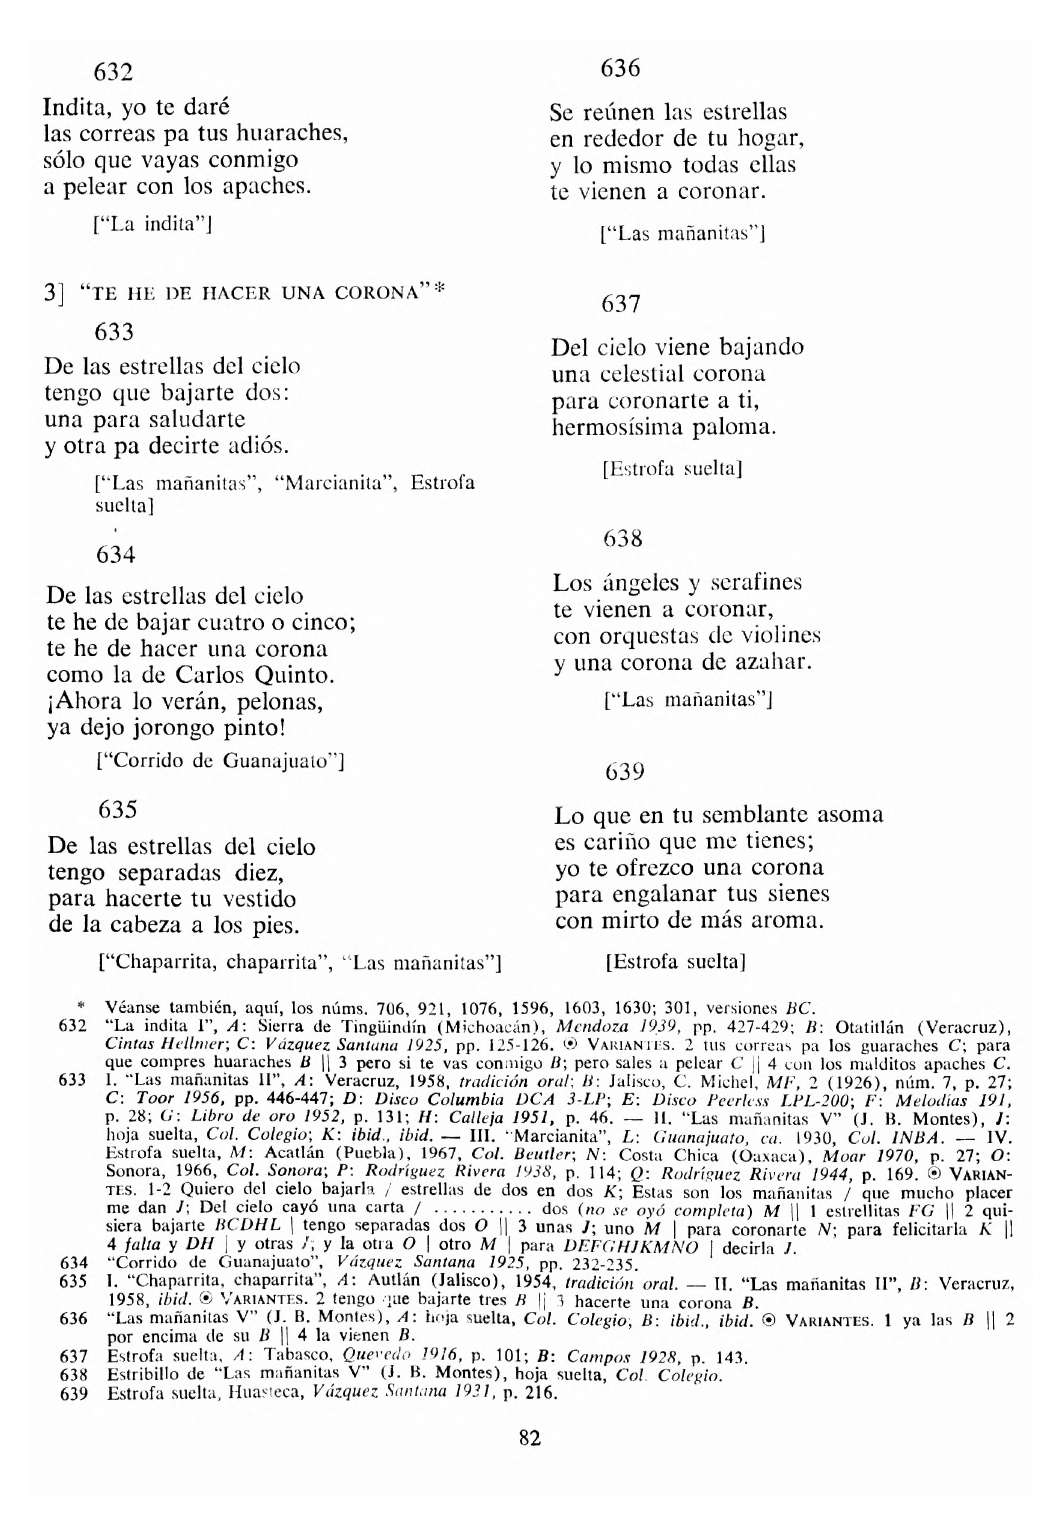 632
Indita, yo te daré
las correas pa tus huaraches,
sólo que vayas conmigo
a pelear con los apaches.
[“La indita”]
3] “TE HE DE HACER UNA CORONA”*
633
De las estrellas del cielo
tengo que bajarte dos:
una para saludarte
y otra pa decirte adiós.
[“Las mañanitas”, “Marcianita”, Estrofa
suelta]
634
De las estrellas del cielo
te he de bajar cuatro o cinco;
te he de hacer una corona
como la de Carlos Quinto.
¡Ahora lo verán, pelonas,
ya dejo jorongo pinto!
[“Corrido de Guanajuato”]
635
De las estrellas del cielo
tengo separadas diez,
para hacerte tu vestido
de la cabeza a los pies.
[“Chaparrita, chaparrita”, “Las mañanitas”]
636
Se reúnen las estrellas
en rededor de tu hogar,
y lo mismo todas ellas
te vienen a coronar.
[“Las mañanitas”]
637
Del cielo viene bajando
una celestial corona
para coronarte a ti,
hermosísima paloma.
[Estrofa suelta]
638
Los ángeles y serafines
te vienen a coronar,
con orquestas de violines
y una corona de azahar.
[“Las mañanitas”]
639
Lo que en tu semblante asoma
es cariño que me tienes;
yo te ofrezco una corona
para engalanar tus sienes
con mirto de más aroma.
[Estrofa suelta]
* Véanse también, aquí, los núms. 706, 921, 1076, 1596, 1603, 1630; 301, versiones BC.
632 “La indita I”, A: Sierra de Tingüindín (Michoacán), Mendoza 1939, pp. 427-429; B: Otatitlán (Veracruz),
Cintas Hellmer; C: Vázquez Santana 1925, pp. 125-126. ⊙ VARIANTES. 2 tus correas pa los guaraches C; para
que compres huaraches B || 3 pero si te vas conmigo B; pero sales a pelear C || 4 con los malditos apaches C.
633 I. “Las mañanitas II”, A: Veracruz, 1958, tradición oral; B: Jalisco, C. Michel, MF, 2 (1926), núm. 7, p. 27;
C: Toor 1956, pp. 446-447; D: Disco Columbia DCA 3-LP; E: Disco Peerless LPL-200; F: Melodías 191,
p. 28; G: Libro de oro 1952, p. 131; H: Calleja 1951, p. 46. — II. “Las mañanitas V” (J. B. Montes), J:
hoja suelta, Col. Colegio; K: ibid., ibid. — III. “Marcianita”, L: Guanajuato, ca. 1930, Col. INBA. — IV.
Estrofa suelta, M: Acatlán (Puebla), 1967, Col. Beutler; N: Costa Chica (Oaxaca), Moar 1970, p. 27; O:
Sonora, 1966, Col. Sonora; P: Rodríguez Rivera 1938, p. 114; Q: Rodríguez Rivera 1944, p. 169. ⊙ VARIAN-
TES. 1-2 Quiero del cielo bajarla / estrellas de dos en dos K; Estas son los mañanitas / que mucho placer
me dan J; Del cielo cayó una carta / ........... dos (no se oyó completa) M || 1 estrellitas FG || 2 qui-
siera bajarte BCDHL | tengo separadas dos O || 3 unas J; uno M | para coronarte N; para felicitarla K ||
4 falta y DH | y otras J; y la otra O | otro M | para DEFGHJKMNO | decirla J.
634 “Corrido de Guanajuato”, Vázquez Santana 1925, pp. 232-235.
635 I. “Chaparrita, chaparrita”, A: Autlán (Jalisco), 1954, tradición oral. — II. “Las mañanitas II”, B: Veracruz,
1958, ibid. ⊙ VARIANTES. 2 tengo que bajarte tres B || 3 hacerte una corona B.
636 “Las mañanitas V” (J. B. Montes), A: hoja suelta, Col. Colegio; B: ibid., ibid. ⊙ VARIANTES. 1 ya las B || 2
por encima de su B || 4 la vienen B.
637 Estrofa suelta, A: Tabasco, Quevedo 1916, p. 101; B: Campos 1928, p. 143.
638 Estribillo de “Las mañanitas V” (J. B. Montes), hoja suelta, Col. Colegio.
639 Estrofa suelta, Huasteca, Vázquez Santana 1931, p. 216.
82